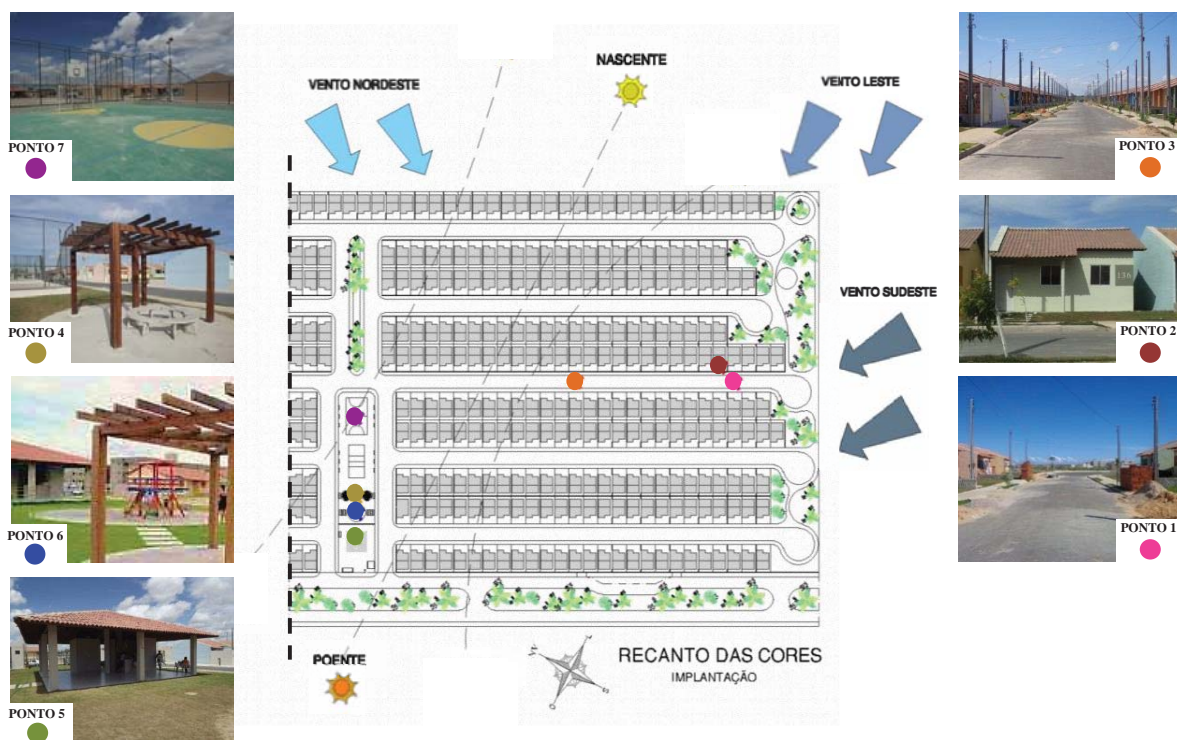 PONTO 7
PONTO 4
PONTO 6
PONTO 5
VENTO NORDESTE
NASCENTE
VENTO LESTE
VENTO SUDESTE
POENTE
RECANTO DAS CORES
IMPLANTAÇÃO
PONTO 3
136
PONTO 2
PONTO 1